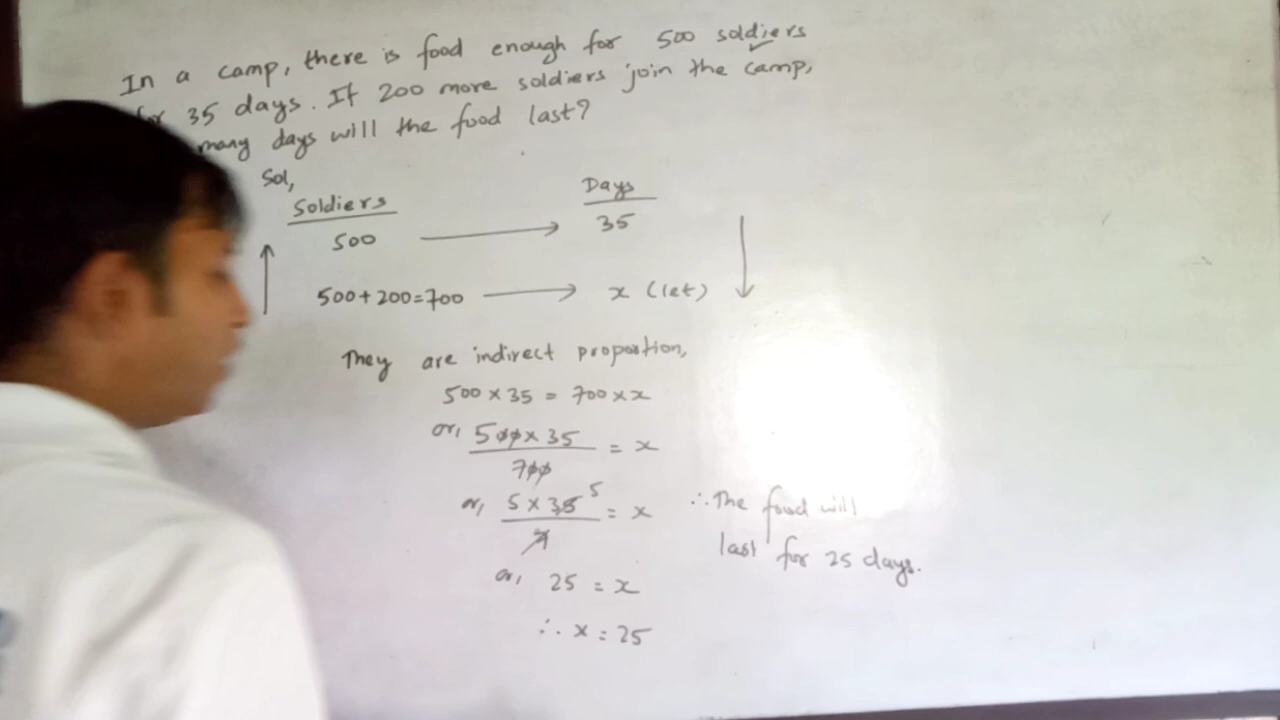 In a camp, there is food enough for 500 soldiers
for 35 days. If 200 more soldiers join the camp,
many days will the food last?
Sol,
Soldiers Days
500 → 35
500+200=700 → x (let)
They are indirect proportion,
500 × 35 = 700 × x
or, 500 × 35 / 700 = x
or, 5 × 35 5 / 7 = x
or, 25 = x
∴ x = 25
∴ The food will
last for 25 days.